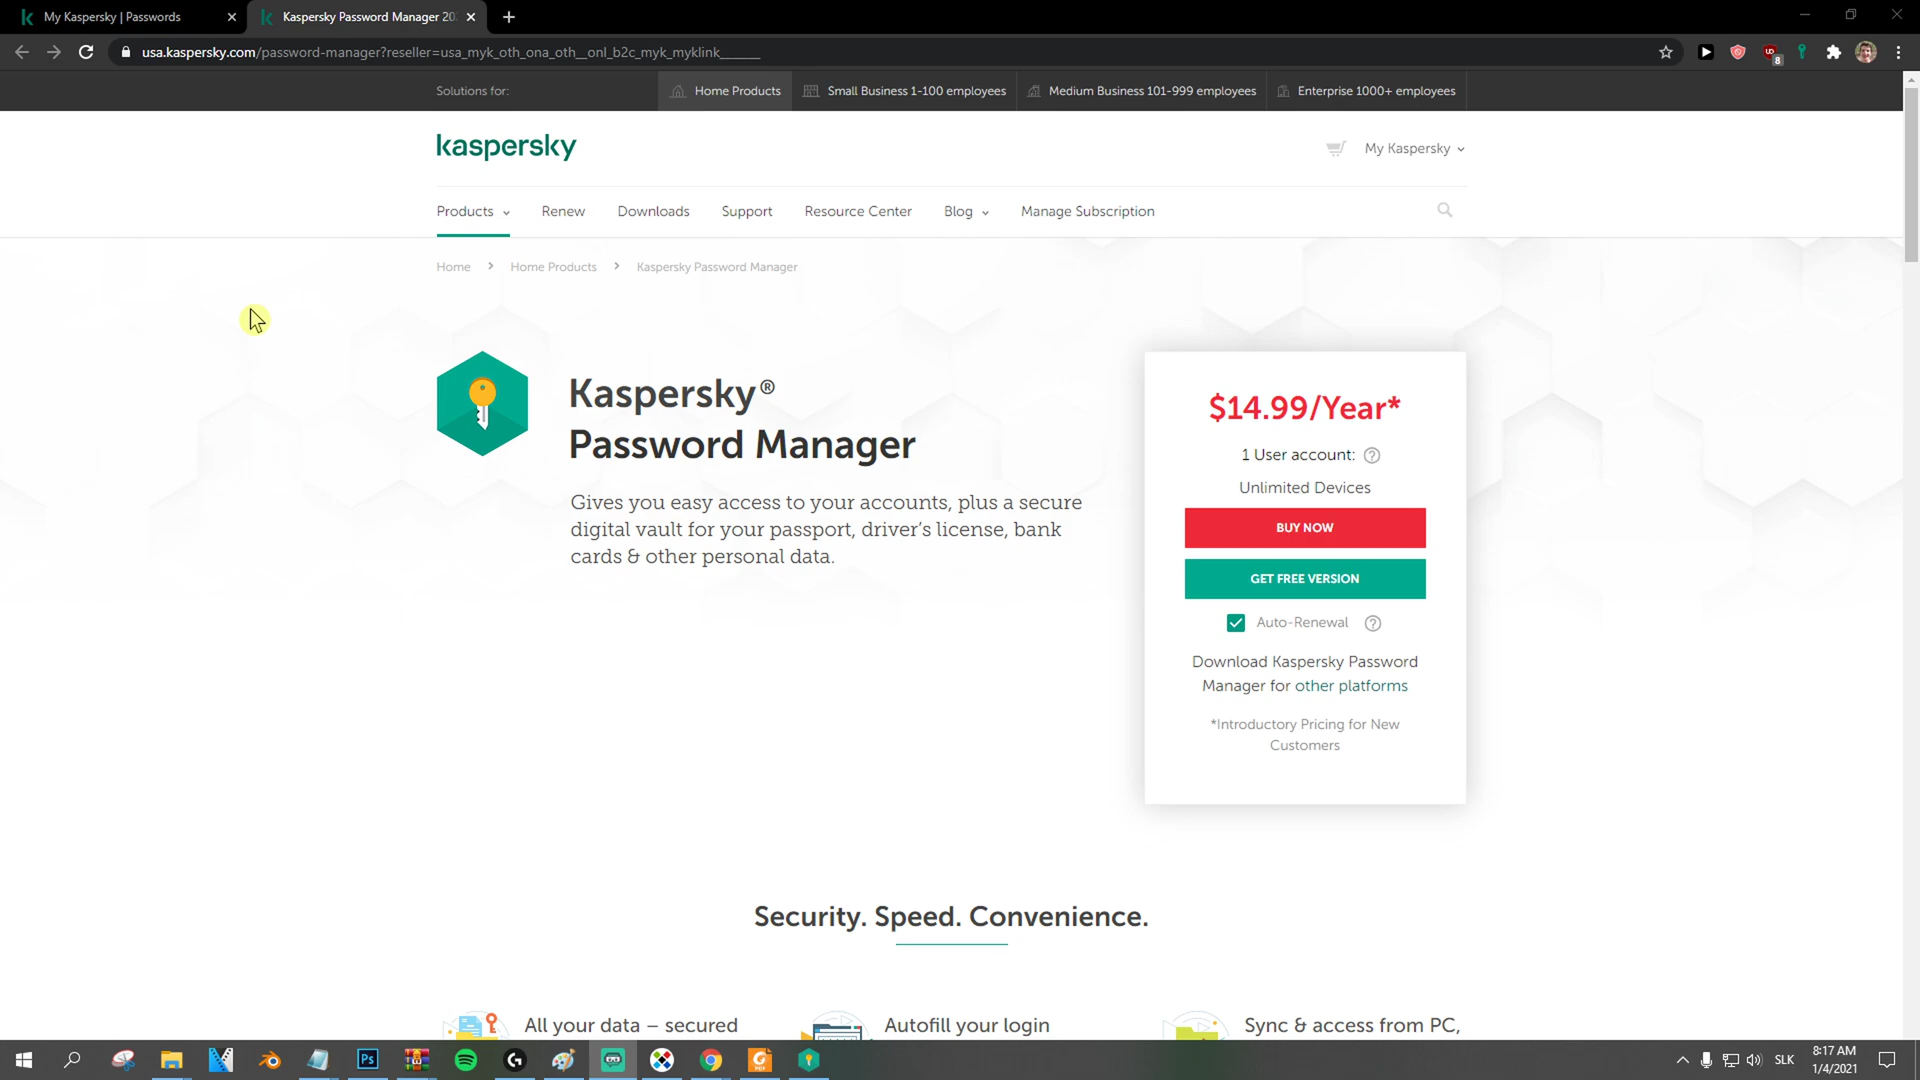 My Kaspersky | Passwords
Kaspersky Password Manager 20
usa.kaspersky.com/password-manager?reseller=usa_myk_oth_ona_oth__onl_b2c_myk_myklink______
8
Solutions for:
Home Products
Small Business 1-100 employees
Medium Business 101-999 employees
Enterprise 1000+ employees
kaspersky
My Kaspersky
Products
Renew
Downloads
Support
Resource Center
Blog
Manage Subscription
Home
Home Products
Kaspersky Password Manager
Kaspersky®
Password Manager
Gives you easy access to your accounts, plus a secure
digital vault for your passport, driver's license, bank
cards & other personal data.
$14.99/Year*
1 User account: ?
Unlimited Devices
BUY NOW
GET FREE VERSION
Auto-Renewal ?
Download Kaspersky Password
Manager for other platforms
*Introductory Pricing for New
Customers
Security. Speed. Convenience.
All your data – secured
Autofill your login
Sync & access from PC,
Ps
SLK
8:17 AM
1/4/2021